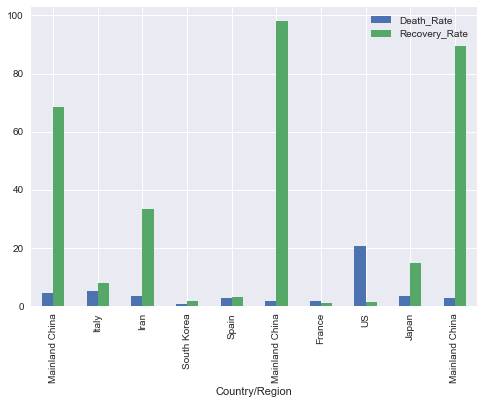 100
80
60
40
20
0
Death_Rate
Recovery_Rate
Mainland China
Italy
Iran
South Korea
Spain
Mainland China
France
US
Japan
Mainland China
Country/Region